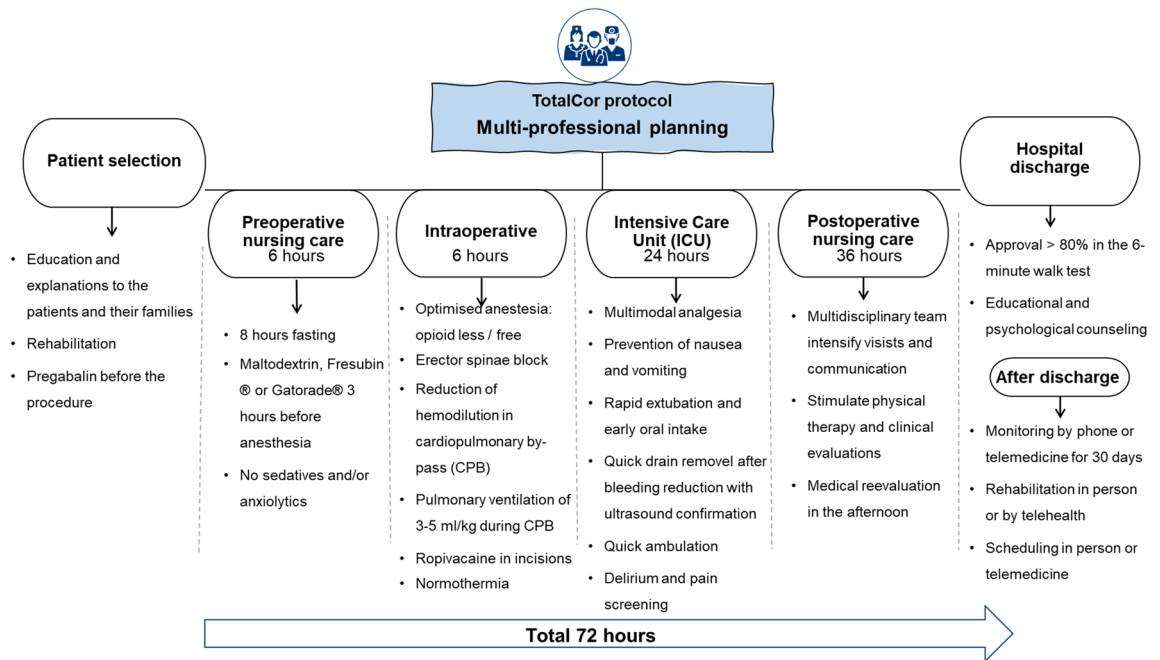 TotalCor protocol
Multi-professional planning
Patient selection
• Education and
explanations to the
patients and their families
• Rehabilitation
• Pregabalin before the
procedure
Preoperative
nursing care
6 hours
• 8 hours fasting
• Maltodextrin, Fresubin
® or Gatorade® 3
hours before
anesthesia
• No sedatives and/or
anxiolytics
Intraoperative
6 hours
• Optimised anestesia:
opioid less / free
• Erector spinae block
• Reduction of
hemodilution in
cardiopulmonary by-
pass (CPB)
• Pulmonary ventilation of
3-5 ml/kg during CPB
• Ropivacaine in incisions
• Normothermia
Intensive Care
Unit (ICU)
24 hours
• Multimodal analgesia
• Prevention of nausea
and vomiting
• Rapid extubation and
early oral intake
• Quick drain removel after
bleeding reduction with
ultrasound confirmation
• Quick ambulation
• Delirium and pain
screening
Postoperative
nursing care
36 hours
• Multidisciplinary team
intensify visists and
communication
• Stimulate physical
therapy and clinical
evaluations
• Medical reevaluation
in the afternoon
Hospital
discharge
• Approval > 80% in the 6-
minute walk test
• Educational and
psychological counseling
After discharge
• Monitoring by phone or
telemedicine for 30 days
• Rehabilitation in person
or by telehealth
• Scheduling in person or
telemedicine
Total 72 hours